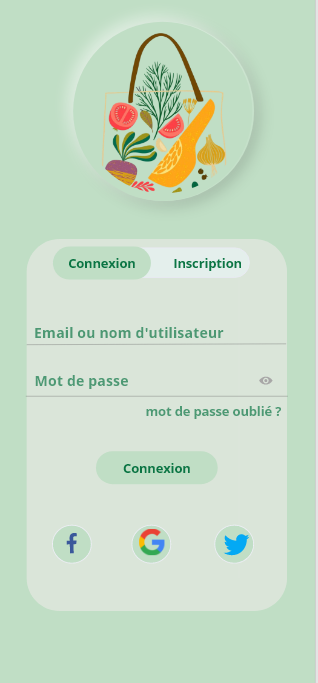 Connexion Inscription
Email ou nom d'utilisateur
Mot de passe
mot de passe oublié ?
Connexion